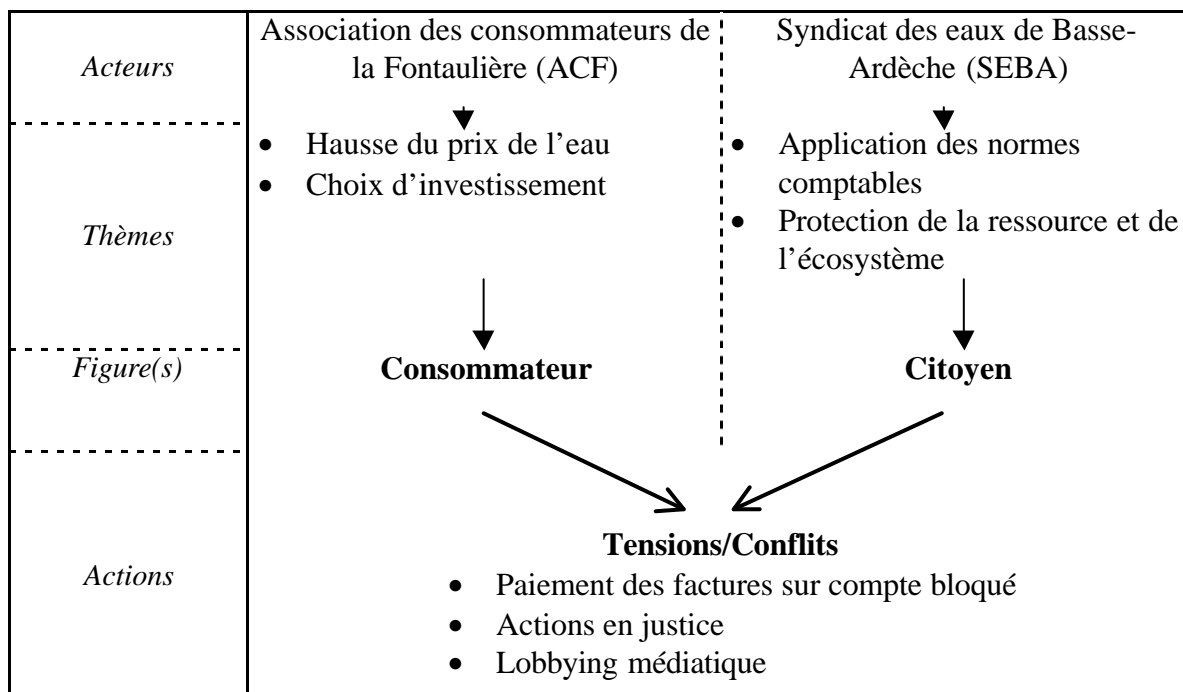 Acteurs
Association des consommateurs de
la Fontaulière (ACF)
Syndicat des eaux de Basse-
Ardèche (SEBA)
Thèmes
• Hausse du prix de l’eau
• Choix d’investissement
• Application des normes
comptables
• Protection de la ressource et de
l’écosystème
Figure(s)
Consommateur
Citoyen
Actions
Tensions/Conflits
• Paiement des factures sur compte bloqué
• Actions en justice
• Lobbying médiatique